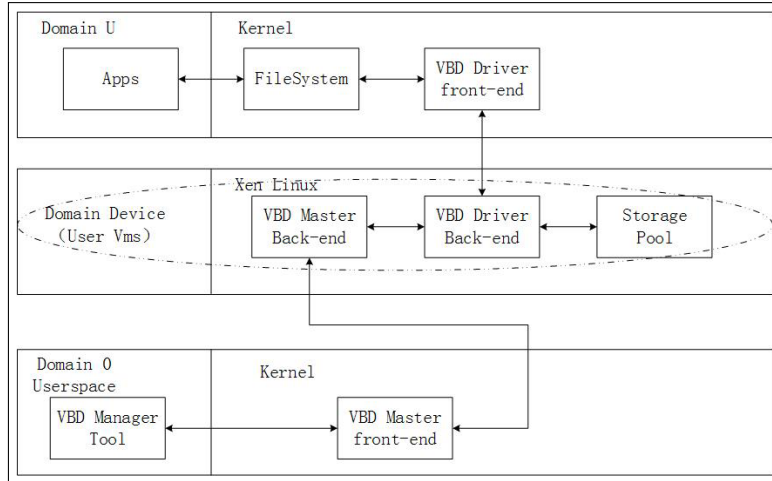 Domain U
Kernel
Apps
FileSystem
VBD Driver
front-end
Xen Linux
Domain Device
(User Vms)
VBD Master
Back-end
VBD Driver
Back-end
Storage
Pool
Domain 0
Userspace
Kernel
VBD Manager
Tool
VBD Master
front-end